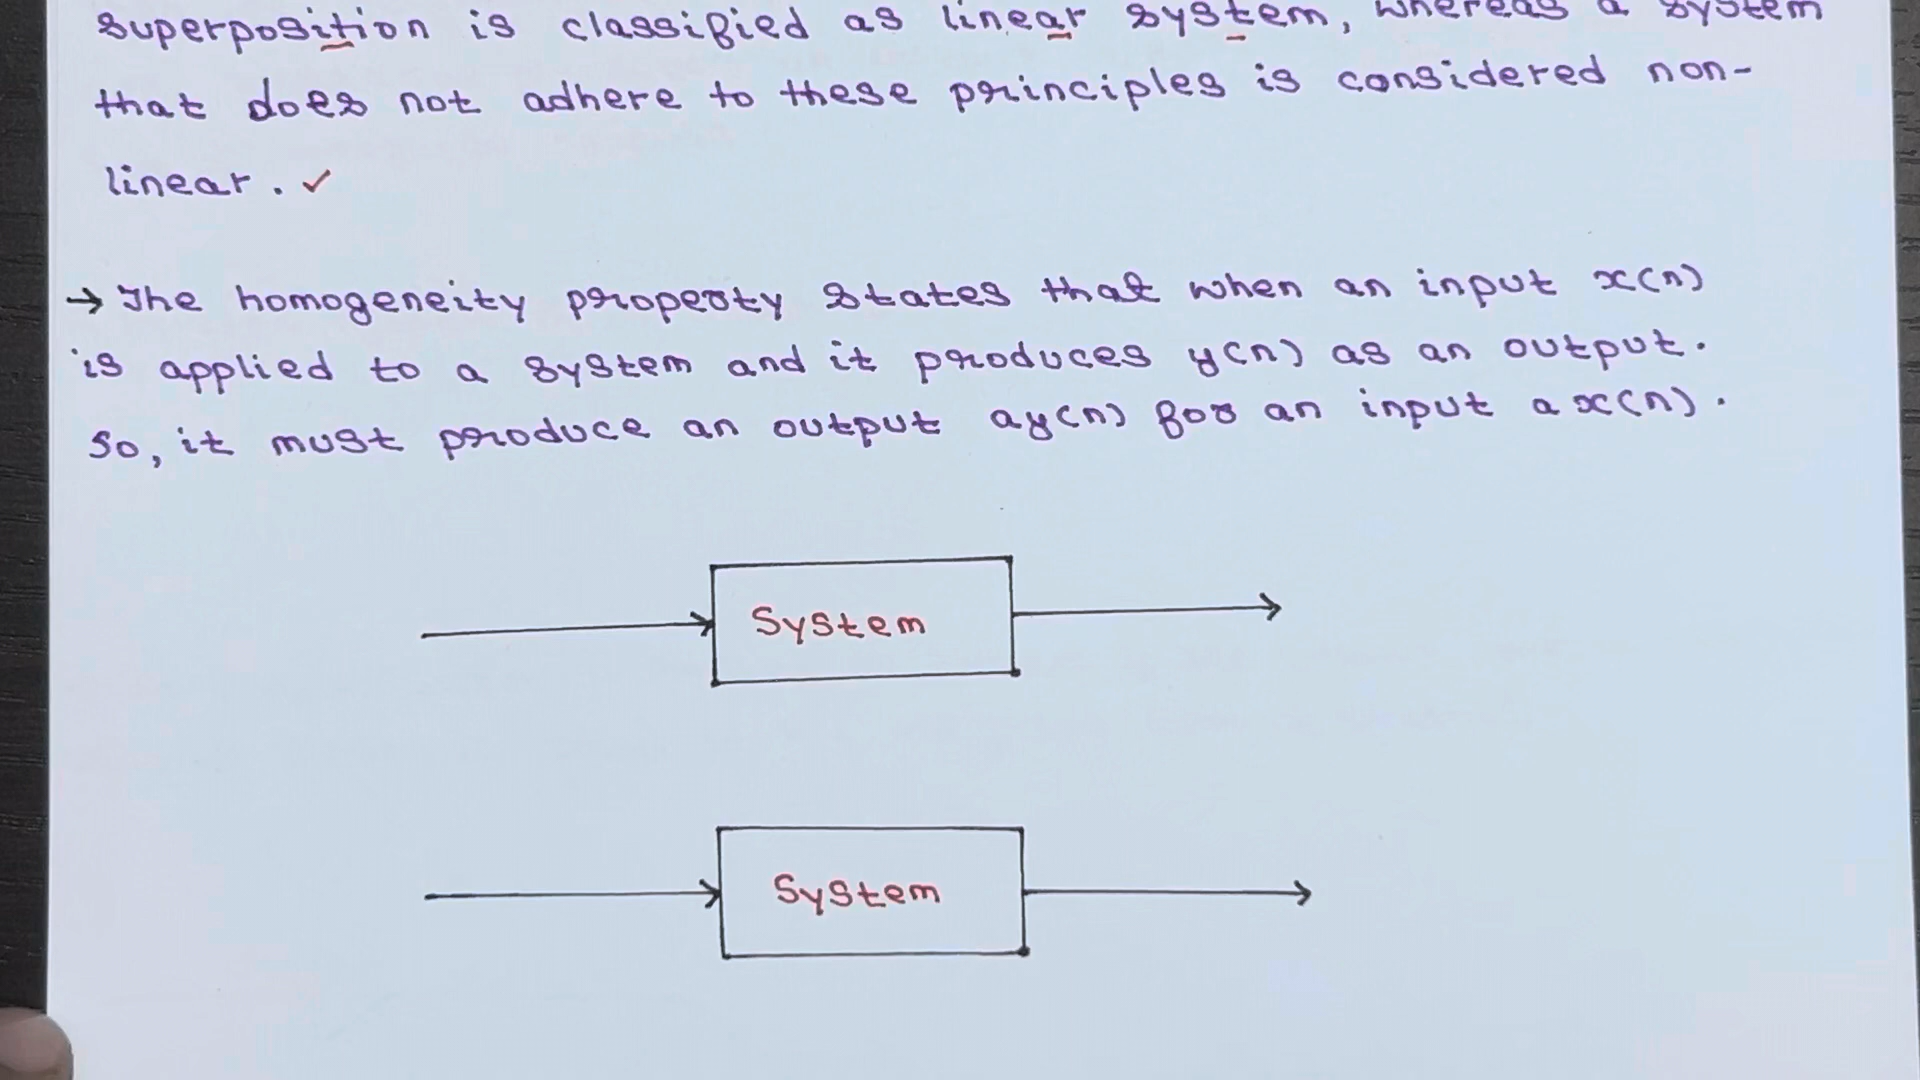 superposition is classified as linear system, whereas a system
that does not adhere to these principles is considered non-
linear. ✓
→ The homogeneity property states that when an input x(n)
is applied to a system and it produces y(n) as an output.
So, it must produce an output ay(n) for an input ax(n).
System
System